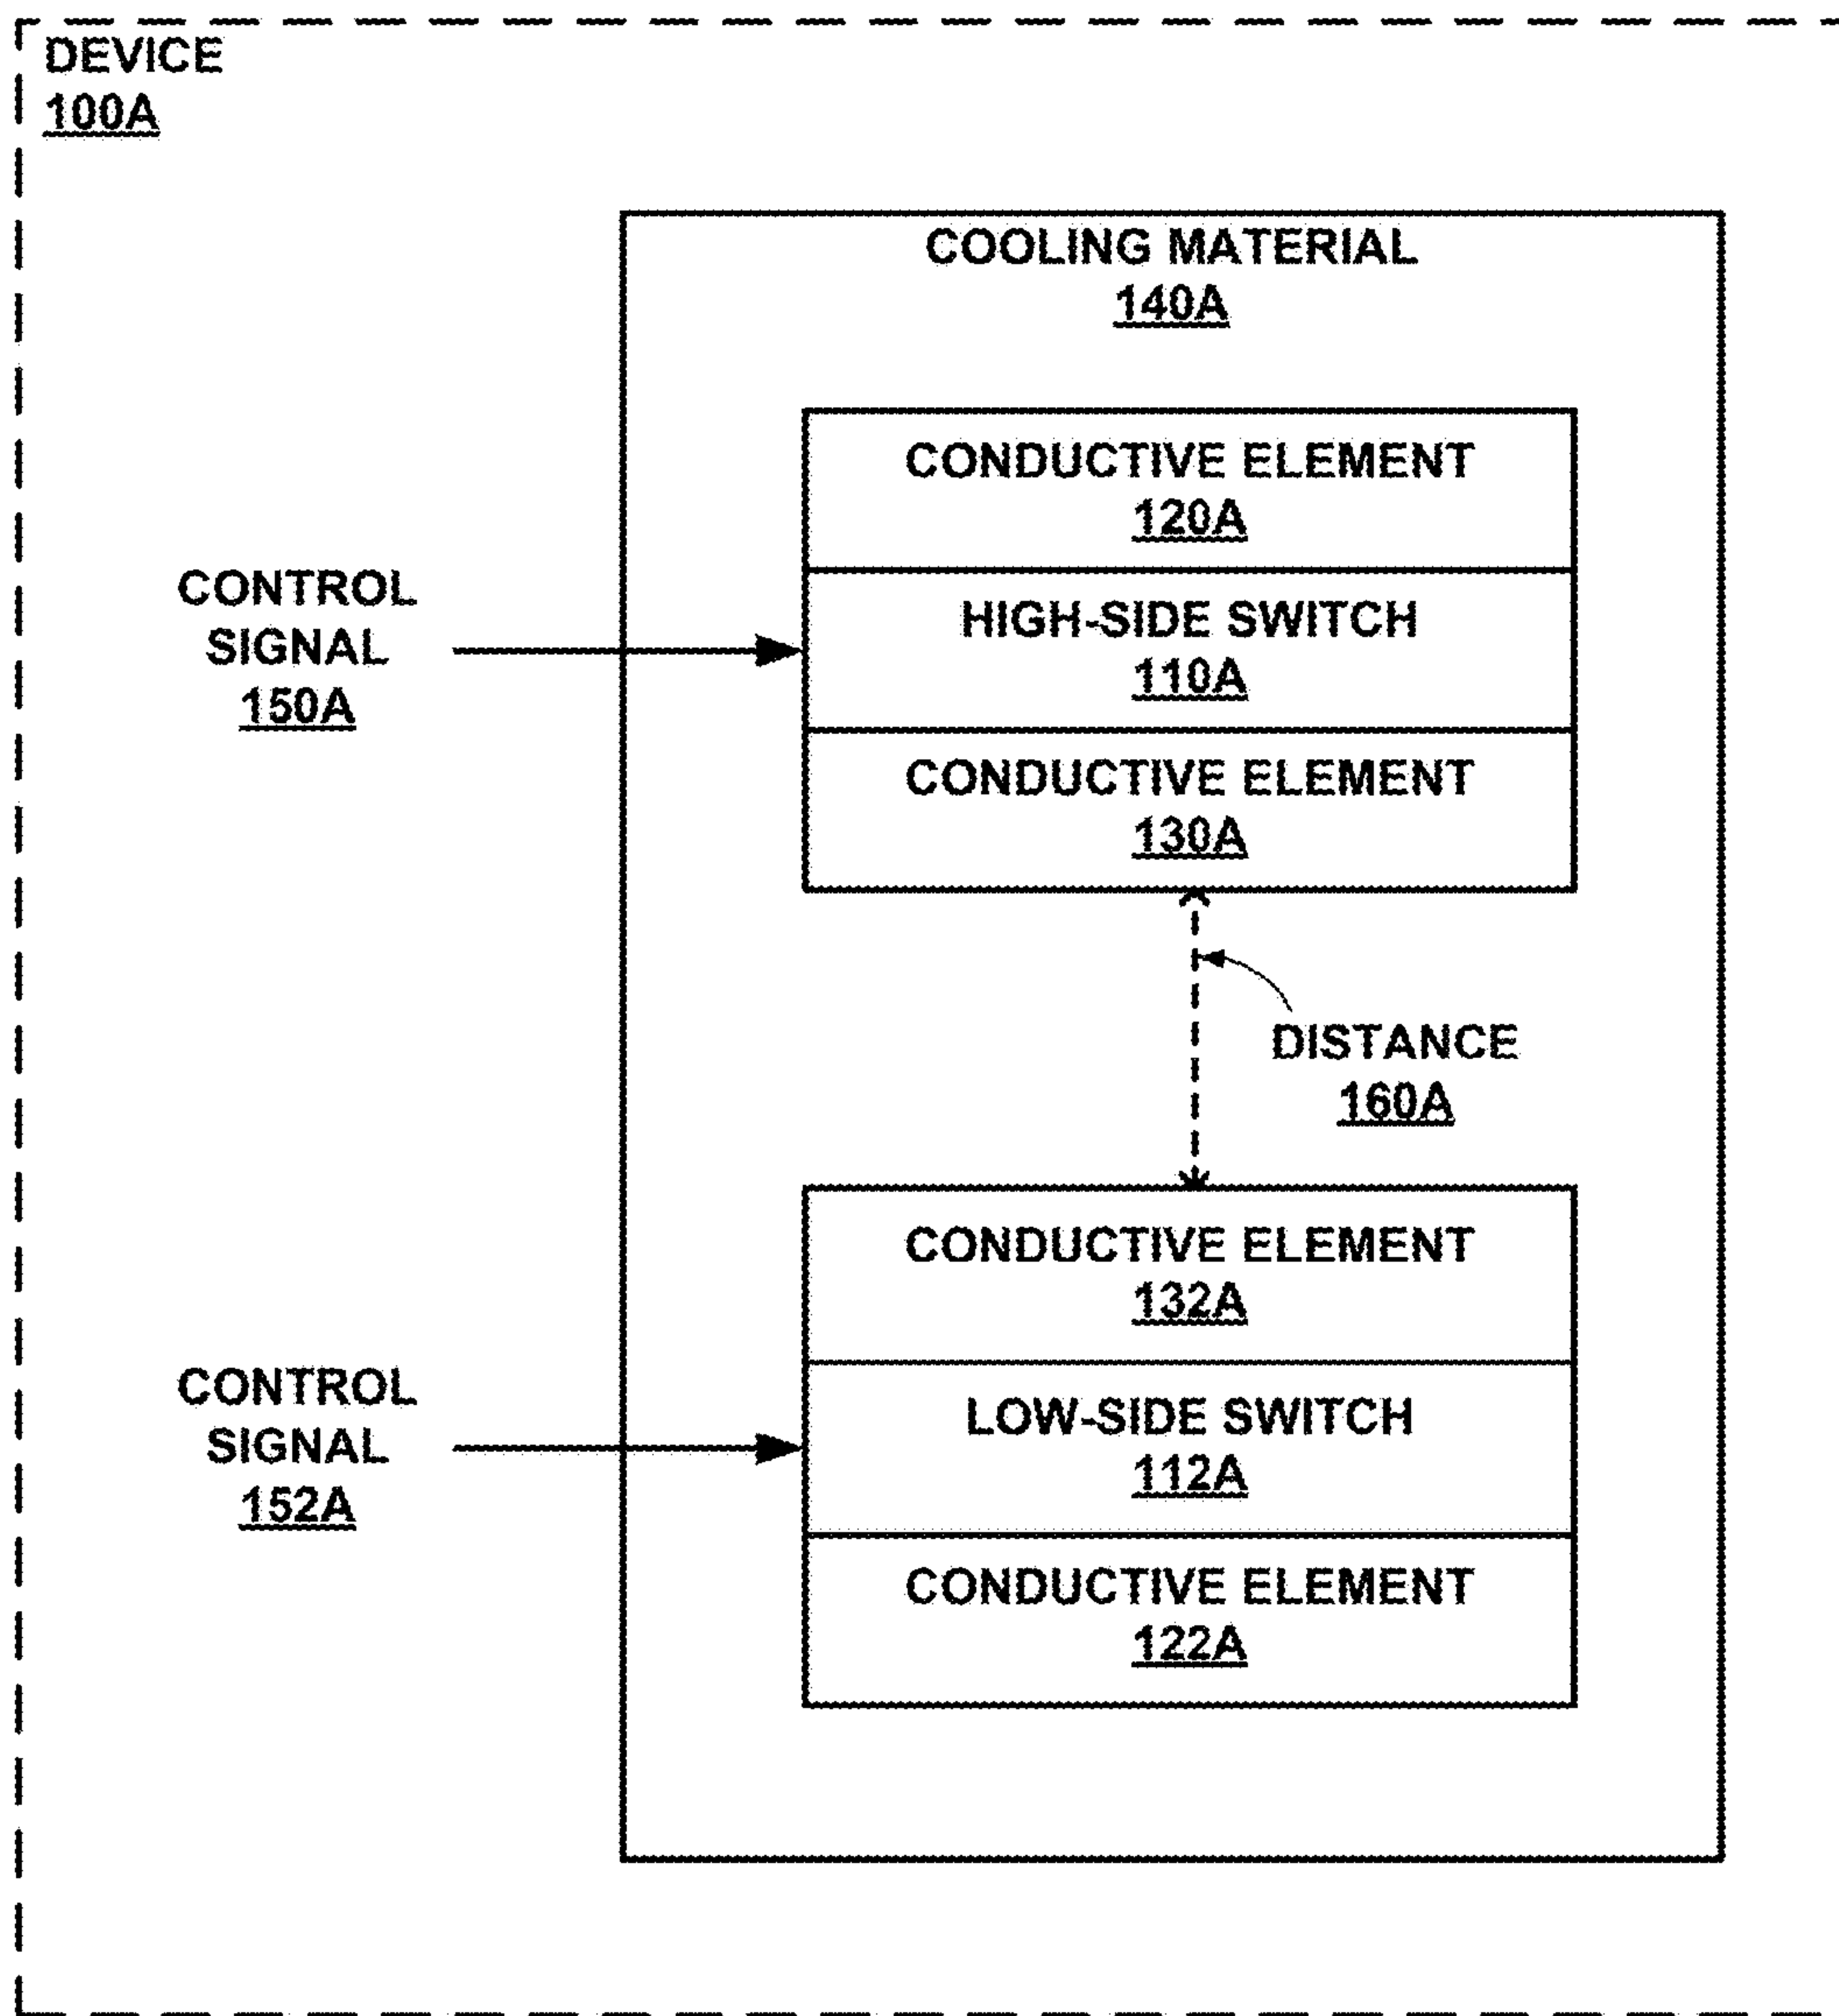 DEVICE
100A
COOLING MATERIAL
140A
CONDUCTIVE ELEMENT
120A
CONTROL
SIGNAL
150A
HIGH-SIDE SWITCH
110A
CONDUCTIVE ELEMENT
130A
DISTANCE
160A
CONDUCTIVE ELEMENT
132A
CONTROL
SIGNAL
152A
LOW-SIDE SWITCH
112A
CONDUCTIVE ELEMENT
122A